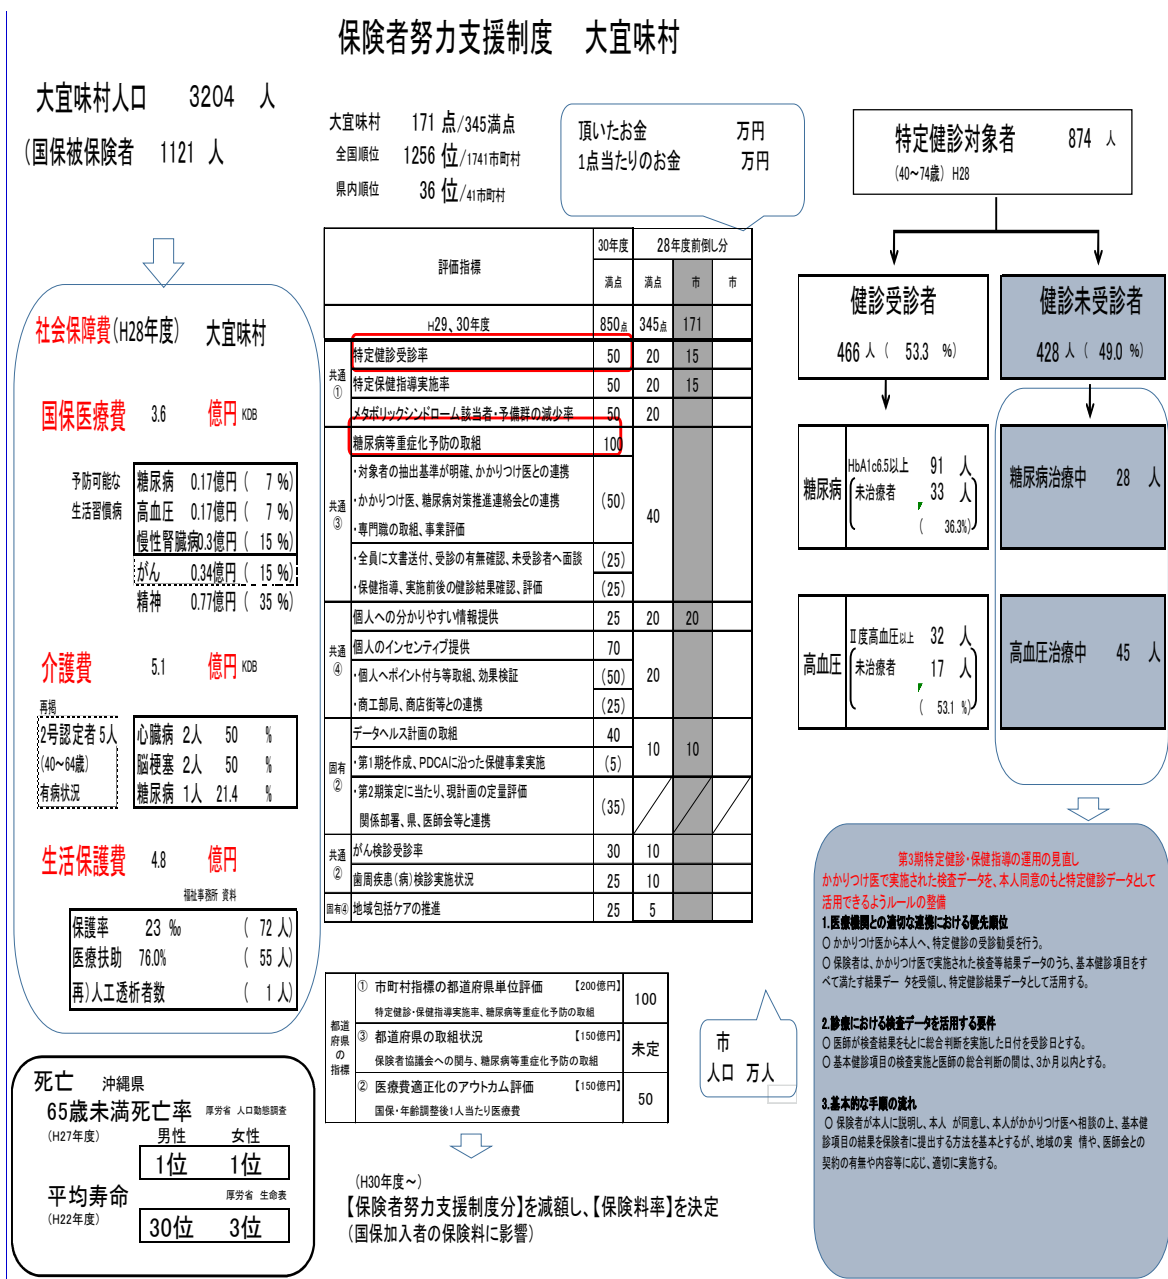 保険者努力支援制度　大宜味村
大宜味村人口　3204　人
(国保被保険者　1121　人
大宜味村　171 点/345満点
全国順位　1256 位/1741市町村
県内順位　36 位/41市町村
頂いたお金　万円
1点当たりのお金　万円
特定健診対象者　874　人
(40～74歳) H28
健診受診者
466 人 (　53.3　%)
健診未受診者
428 人 (　49.0　%)
糖尿病
HbA1c6.5以上　91　人
未治療者　33　人
(　36.3%)
糖尿病治療中　28　人
高血圧
Ⅱ度高血圧以上　32　人
未治療者　17　人
(　53.1　%)
高血圧治療中　45　人
社会保障費(H28年度)　大宜味村
国保医療費　3.6　億円 KDB
予防可能な
生活習慣病
糖尿病　0.17億円 (　7 %)
高血圧　0.17億円 (　7 %)
慢性腎臓病0.3億円 (　15 %)
がん　0.34億円 (　15 %)
精神　0.77億円 (　35 %)
介護費　5.1　億円 KDB
再掲
2号認定者 5人
(40～64歳)
有病状況
心臓病　2人　50　%
脳梗塞　2人　50　%
糖尿病　1人　21.4　%
生活保護費　4.8　億円
福祉事務所 資料
保護率　23　‰　(　72 人)
医療扶助　76.0%　(　55 人)
再)人工透析者数　(　1人)
死亡　沖縄県
65歳未満死亡率　厚労省 人口動態調査
(H27年度)　男性　女性
1位　1位
平均寿命　厚労省 生命表
(H22年度)
30位　3位
評価指標　30年度　28年度前倒し分
満点　満点　市　市
H29、30年度　850点　345点　171
共通①
特定健診受診率　50　20　15
特定保健指導実施率　50　20　15
メタボリックシンドローム該当者・予備群の減少率　50　20
共通③
糖尿病等重症化予防の取組　100　40
・対象者の抽出基準が明確、かかりつけ医との連携
・かかりつけ医、糖尿病対策推進連絡会との連携　(50)
・専門職の取組、事業評価
・全員に文書送付、受診の有無確認、未受診者へ面談　(25)
・保健指導、実施前後の健診結果確認、評価　(25)
共通④
個人への分かりやすい情報提供　25　20　20
個人のインセンティブ提供　70　20
・個人へポイント付与等取組、効果検証　(50)
・商工部局、商店街等との連携　(25)
固有②
データヘルス計画の取組　40　10　10
・第1期を作成、PDCAに沿った保健事業実施　(5)
・第2期策定に当たり、現計画の定量評価　(35)
関係部署、県、医師会等と連携
共通②
がん検診受診率　30　10
歯周疾患(病)検診実施状況　25　10
固有④　地域包括ケアの推進　25　5
都道府県の指標
① 市町村指標の都道府県単位評価　【200億円】　100
特定健診・保健指導実施率、糖尿病等重症化予防の取組
③ 都道府県の取組状況　【150億円】　未定
保険者協議会への関与、糖尿病等重症化予防の取組
② 医療費適正化のアウトカム評価　【150億円】　50
国保・年齢調整後1人当たり医療費
市
人口　万人
(H30年度～)
【保険者努力支援制度分】を減額し、【保険料率】を決定
(国保加入者の保険料に影響)
第3期特定健診・保健指導の運用の見直し
かかりつけ医で実施された検査データを、本人同意のもと特定健診データとして
活用できるようルールの整備
1.医療機関との適切な連携における優先順位
〇 かかりつけ医から本人へ、特定健診の受診勧奨を行う。
〇 保険者は、かかりつけ医で実施された検査等結果データのうち、基本健診項目をす
べて満たす結果デー　タを受領し、特定健診結果データとして活用する。
2.診療における検査データを活用する要件
〇 医師が検査結果をもとに総合判断を実施した日付を受診日とする。
〇 基本健診項目の検査実施と医師の総合判断の間は、3か月以内とする。
3.基本的な手順の流れ
〇 保険者が本人に説明し、本人　が同意し、本人がかかりつけ医へ相談の上、基本健
診項目の結果を保険者に提出する方法を基本とするが、地域の実　情や、医師会との
契約の有無や内容等に応じ、適切に実施する。